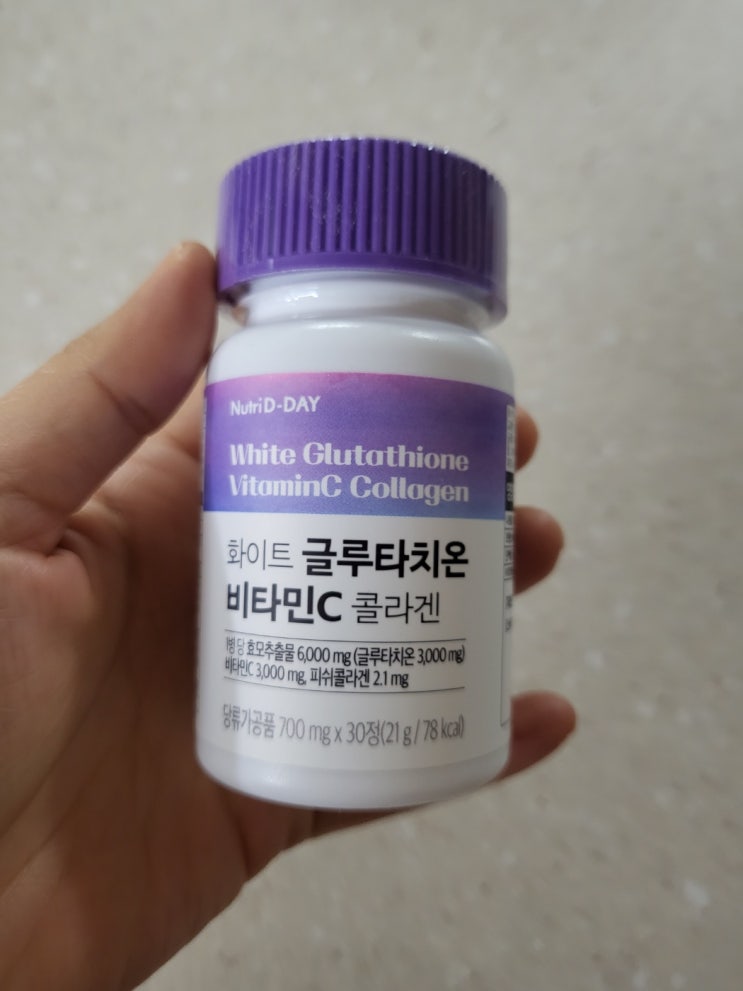 Nutri D-DAY
White Glutathione
VitaminC Collagen
화이트 글루타치온
비타민C 콜라겐
1병 당 효모추출물 6,000 mg (글루타치온 3,000 mg)
비타민C 3,000 mg, 피쉬콜라겐 2.1 mg
당류가공품 700 mg x 30정(21 g / 78 kcal)